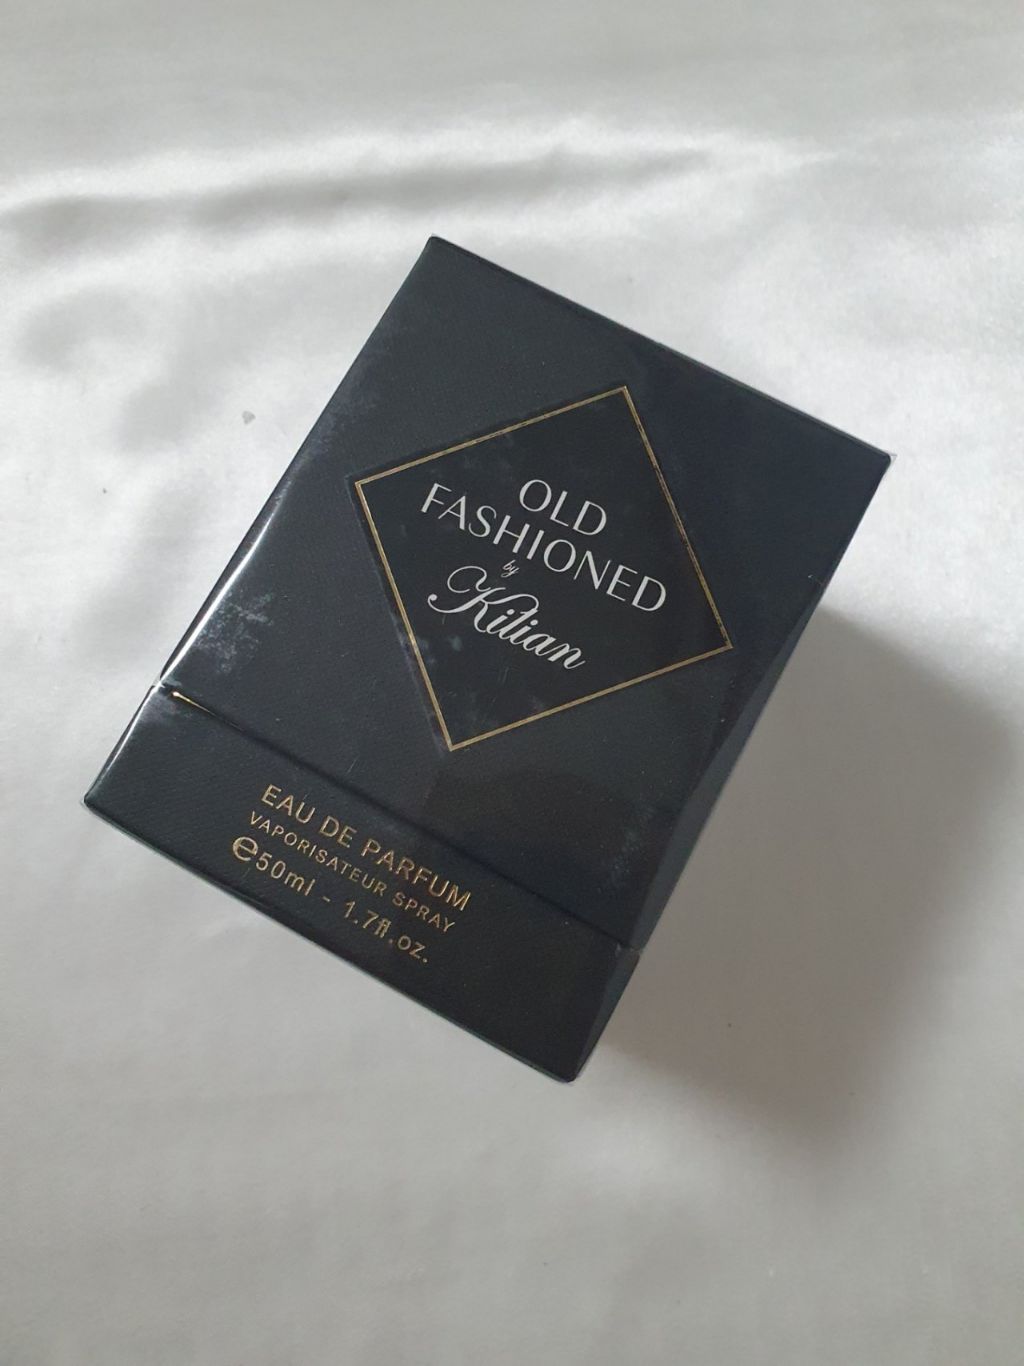 OLD
FASHIONED
by
Kilian
EAU DE PARFUM
VAPORISATEUR SPRAY
℮50ml - 1.7fl.oz.